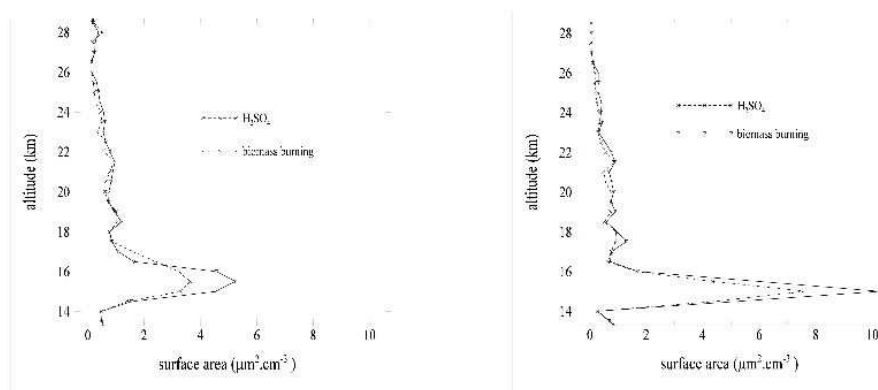 28
26
24
22
20
18
16
14
altitude (km)
H₂SO₄
biomass burning
0 2 4 6 8 10
surface area (μm².cm⁻³)
28
26
24
22
20
18
16
14
altitude (km)
H₂SO₄
biomass burning
0 2 4 6 8 10
surface area (μm².cm⁻³)